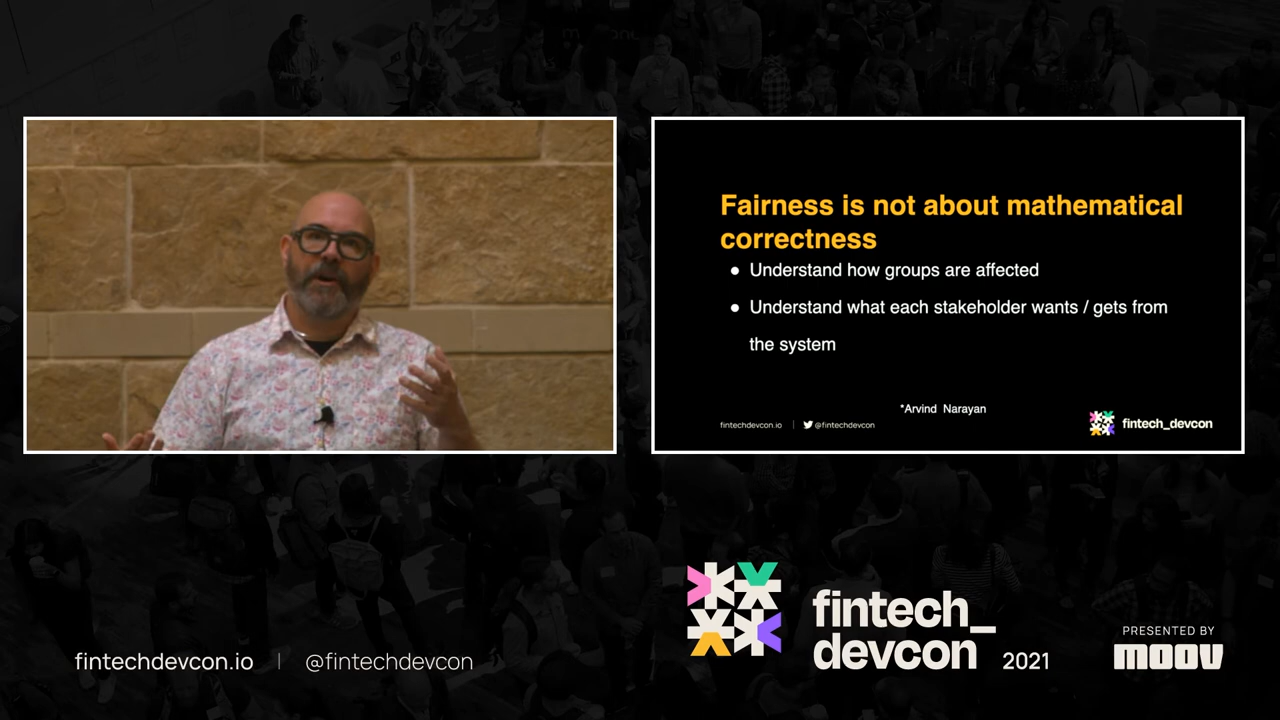 Fairness is not about mathematical
correctness
● Understand how groups are affected
● Understand what each stakeholder wants / gets from
the system
*Arvind Narayan
fintechdevcon.io | @fintechdevcon
fintech_devcon
fintechdevcon.io | @fintechdevcon
fintech_
devcon 2021
PRESENTED BY
moov